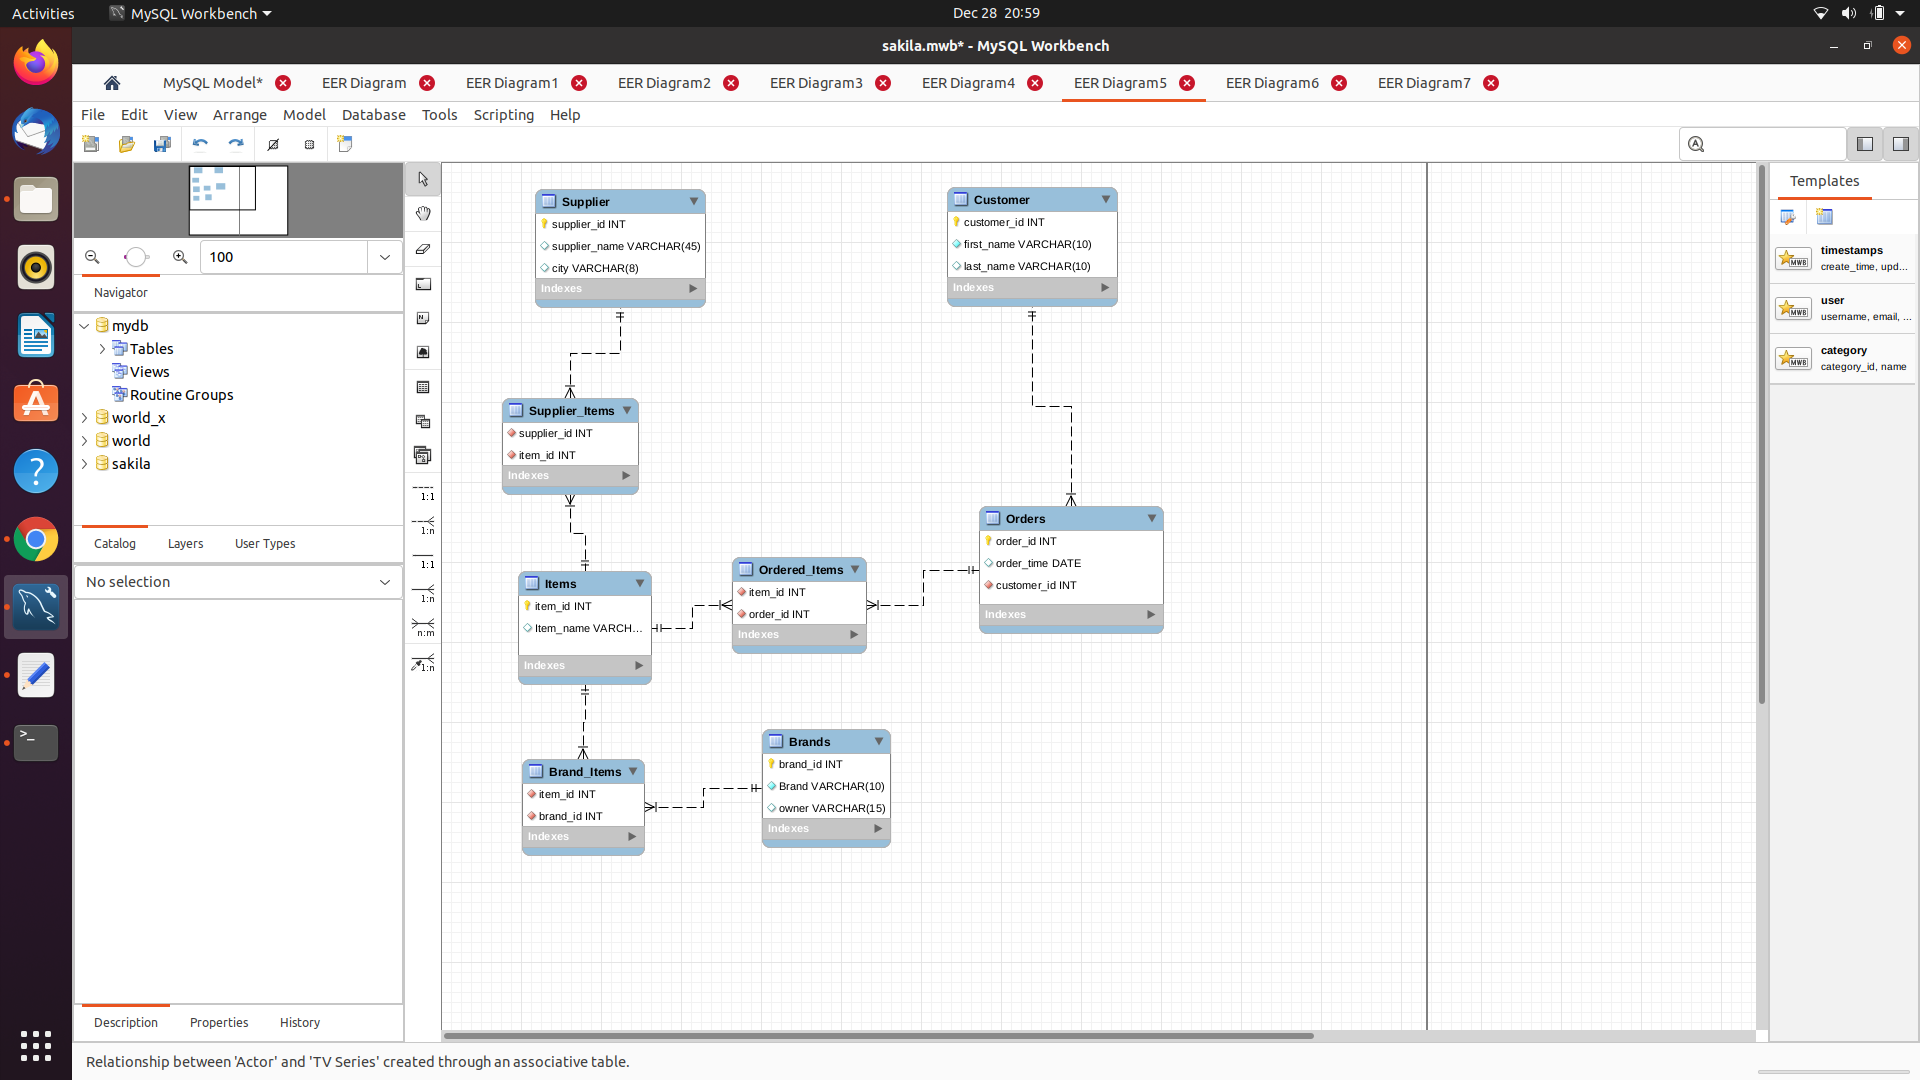 Activities
MySQL Workbench
Dec 28 20:59
sakila.mwb* - MySQL Workbench
MySQL Model*
EER Diagram
EER Diagram1
EER Diagram2
EER Diagram3
EER Diagram4
EER Diagram5
EER Diagram6
EER Diagram7
File Edit View Arrange Model Database Tools Scripting Help
100
Navigator
mydb
Tables
Views
Routine Groups
world_x
world
sakila
Catalog Layers User Types
No selection
Description Properties History
1:1
1:n
1:1
1:n
n:m
1:n
Supplier
supplier_id INT
supplier_name VARCHAR(45)
city VARCHAR(8)
Indexes
Customer
customer_id INT
first_name VARCHAR(10)
last_name VARCHAR(10)
Indexes
Supplier_Items
supplier_id INT
item_id INT
Indexes
Orders
order_id INT
order_time DATE
customer_id INT
Indexes
Items
item_id INT
Item_name VARCH...
Indexes
Ordered_Items
item_id INT
order_id INT
Indexes
Brand_Items
item_id INT
brand_id INT
Indexes
Brands
brand_id INT
Brand VARCHAR(10)
owner VARCHAR(15)
Indexes
Templates
MWB
timestamps
create_time, upd...
MWB
user
username, email, ...
MWB
category
category_id, name
Relationship between 'Actor' and 'TV Series' created through an associative table.